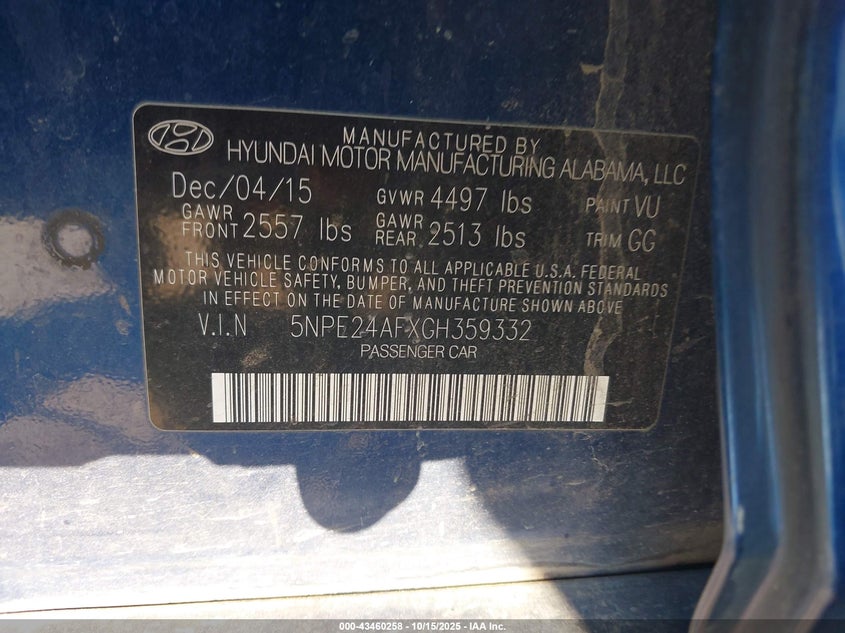 MANUFACTURED BY
HYUNDAI MOTOR MANUFACTURING ALABAMA, LLC
Dec/04/15 GVWR 4497 lbs PAINT VU
GAWR FRONT 2557 lbs GAWR REAR 2513 lbs TRIM GG
THIS VEHICLE CONFORMS TO ALL APPLICABLE U.S.A. FEDERAL
MOTOR VEHICLE SAFETY, BUMPER, AND THEFT PREVENTION STANDARDS
IN EFFECT ON THE DATE OF MANUFACTURE SHOWN ABOVE
V.I.N 5NPE24AFXGH359332
PASSENGER CAR
000-43460258 - 10/15/2025 - IAA Inc.